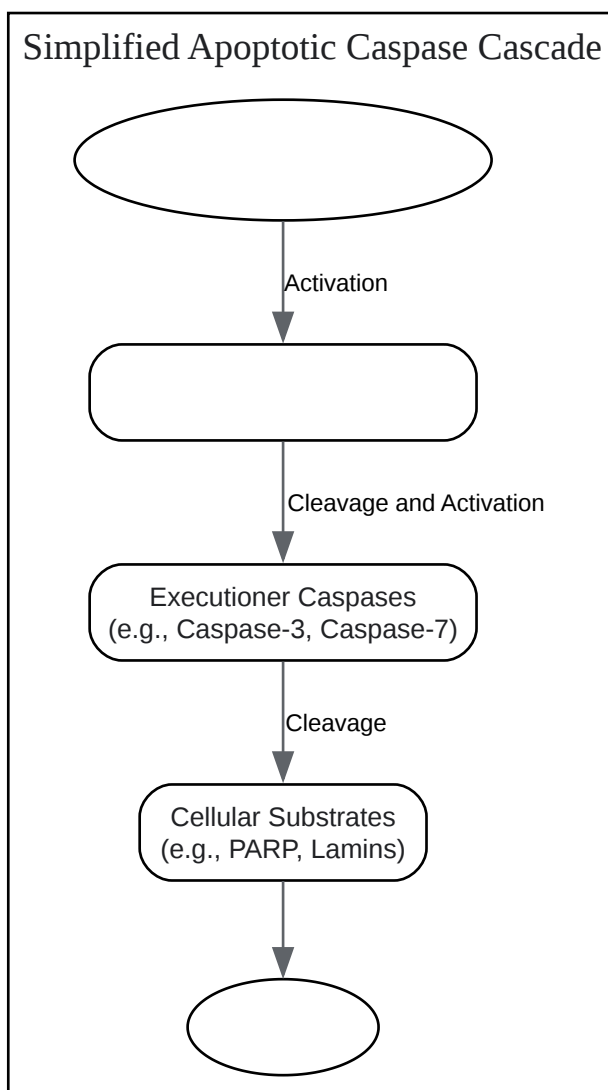 Simplified Apoptotic Caspase Cascade
Activation
Cleavage and Activation
Executioner Caspases
(e.g., Caspase-3, Caspase-7)
Cleavage
Cellular Substrates
(e.g., PARP, Lamins)